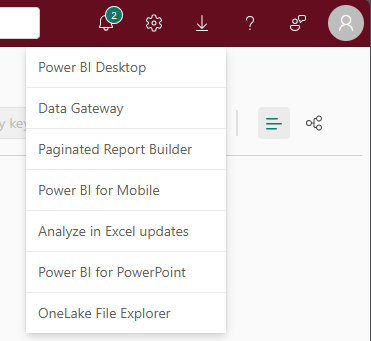 2
?
y key
Power BI Desktop
Data Gateway
Paginated Report Builder
Power BI for Mobile
Analyze in Excel updates
Power BI for PowerPoint
OneLake File Explorer